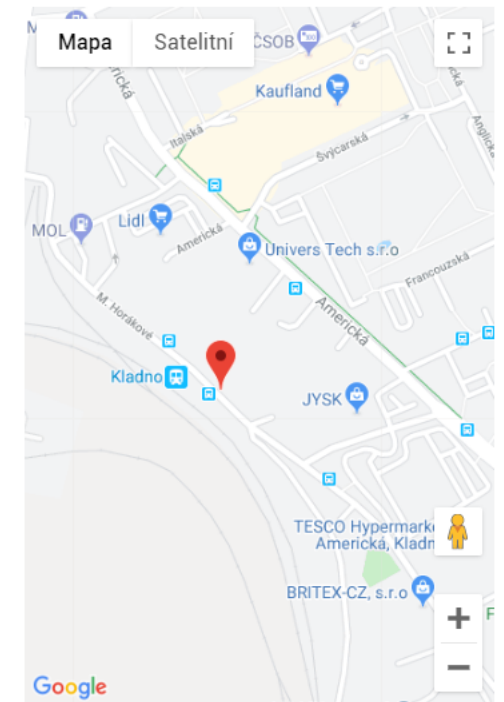 Mapa
Satelitní
ČSOB
Kaufland
Italská
Švýcarská
Anglická
MOL
Lidl
Americká
Univers Tech s.r.o
Francouzská
M. Horákové
Americká
Kladno
JYSK
TESCO Hypermarke
Americká, Kladn
BRITEX-CZ, s.r.o
F
Google